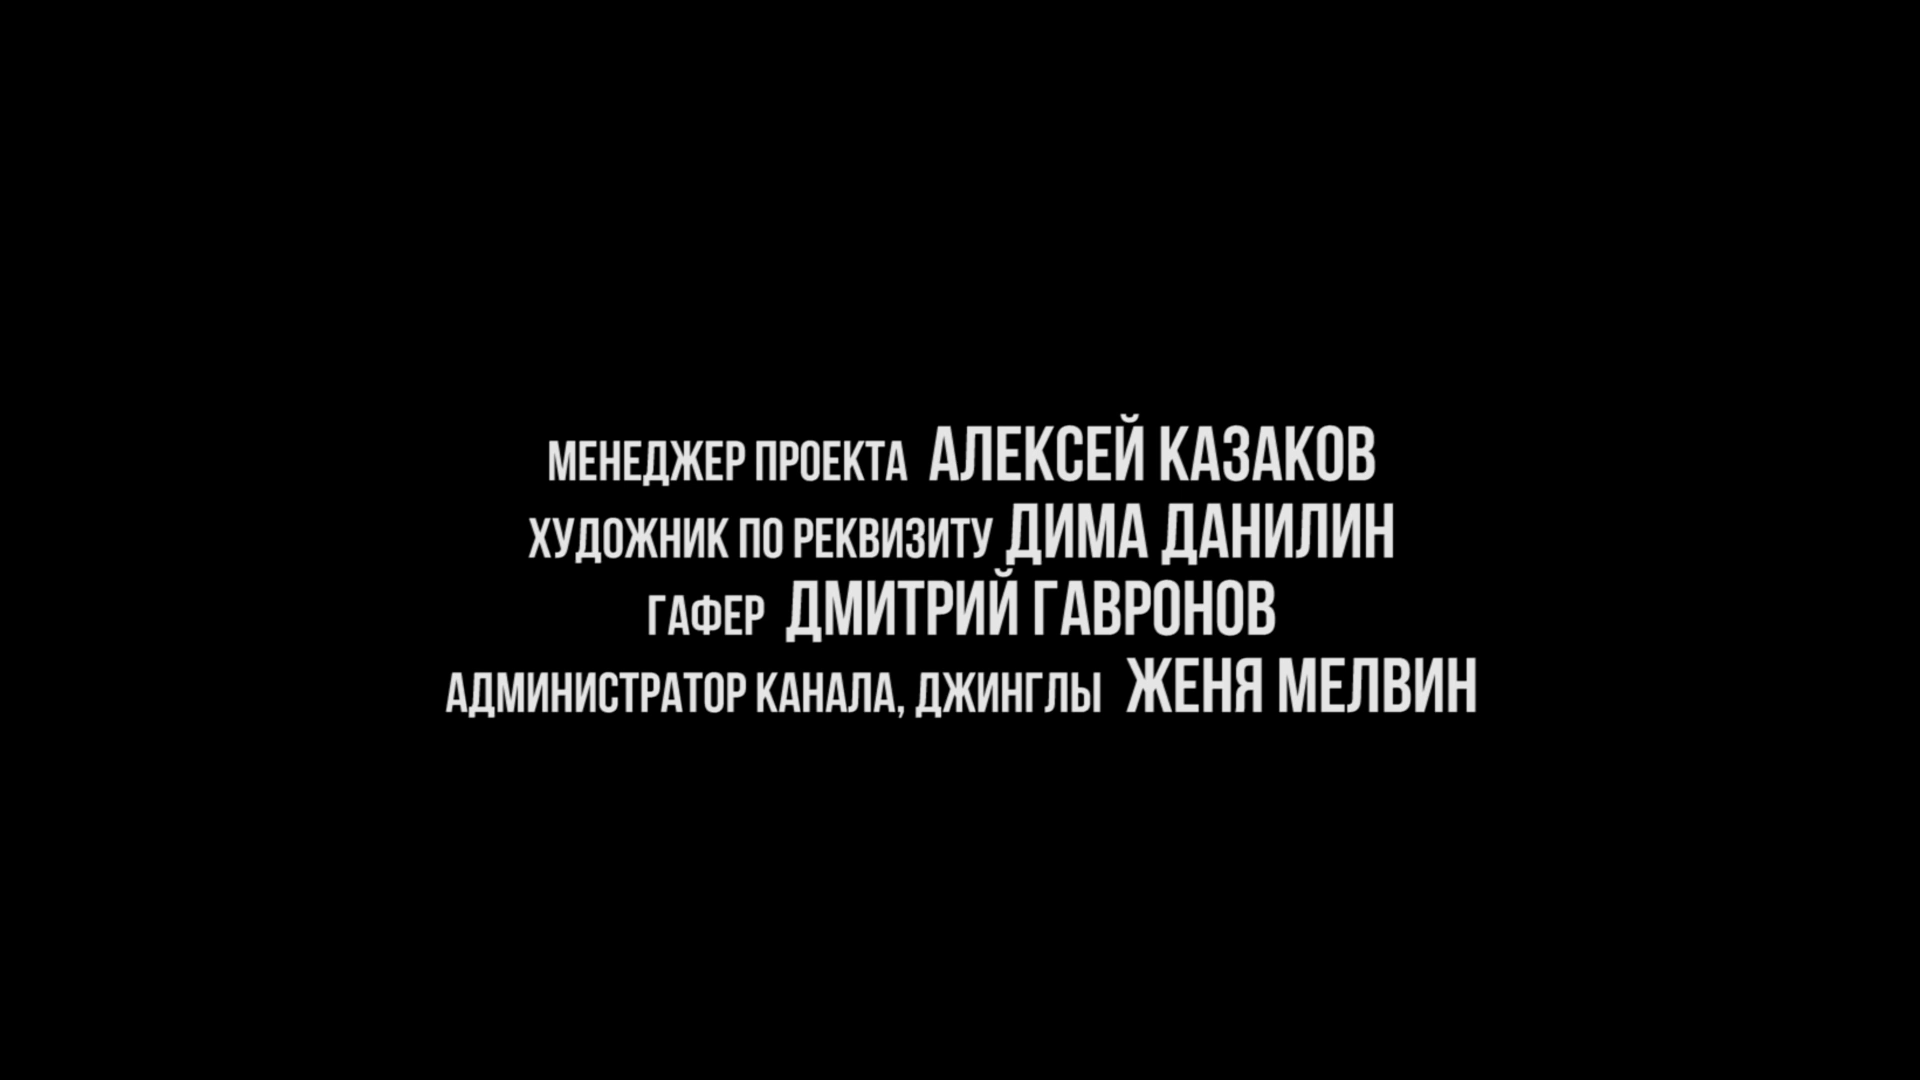 МЕНЕДЖЕР ПРОЕКТА АЛЕКСЕЙ КАЗАКОВ
ХУДОЖНИК ПО РЕКВИЗИТУ ДИМА ДАНИЛИН
ГАФЕР ДМИТРИЙ ГАВРОНОВ
АДМИНИСТРАТОР КАНАЛА, ДЖИНГЛЫ ЖЕНЯ МЕЛВИН